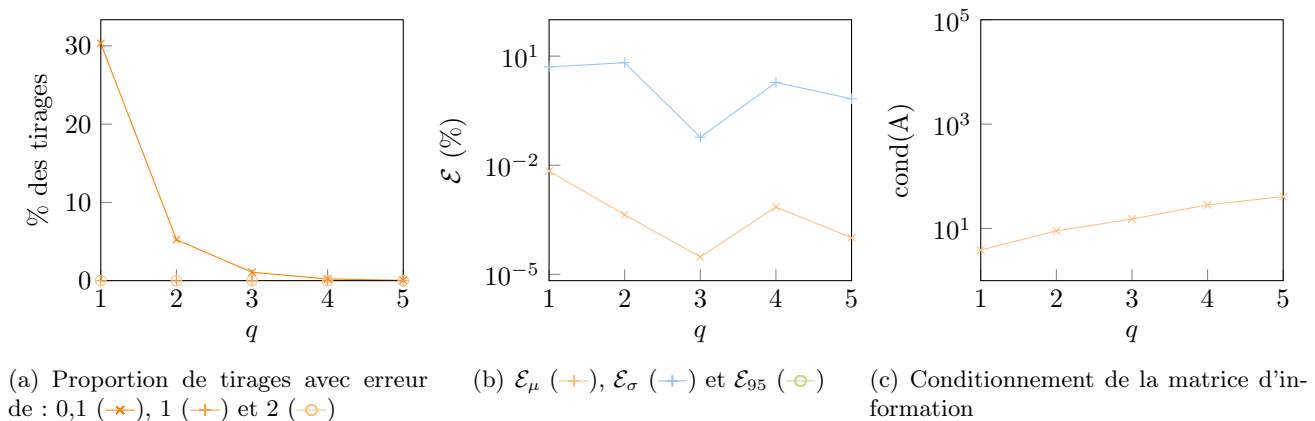 30
20
10
0
1 2 3 4 5
q
% des tirages
10^1
10^−2
10^−5
1 2 3 4 5
q
ℰ (%)
10^5
10^3
10^1
1 2 3 4 5
q
cond(A)
(a) Proportion de tirages avec erreur
de : 0,1 ( ), 1 ( ) et 2 ( )
(b) ℰ_μ ( ), ℰ_σ ( ) et ℰ_95 ( )
(c) Conditionnement de la matrice d'in-
formation